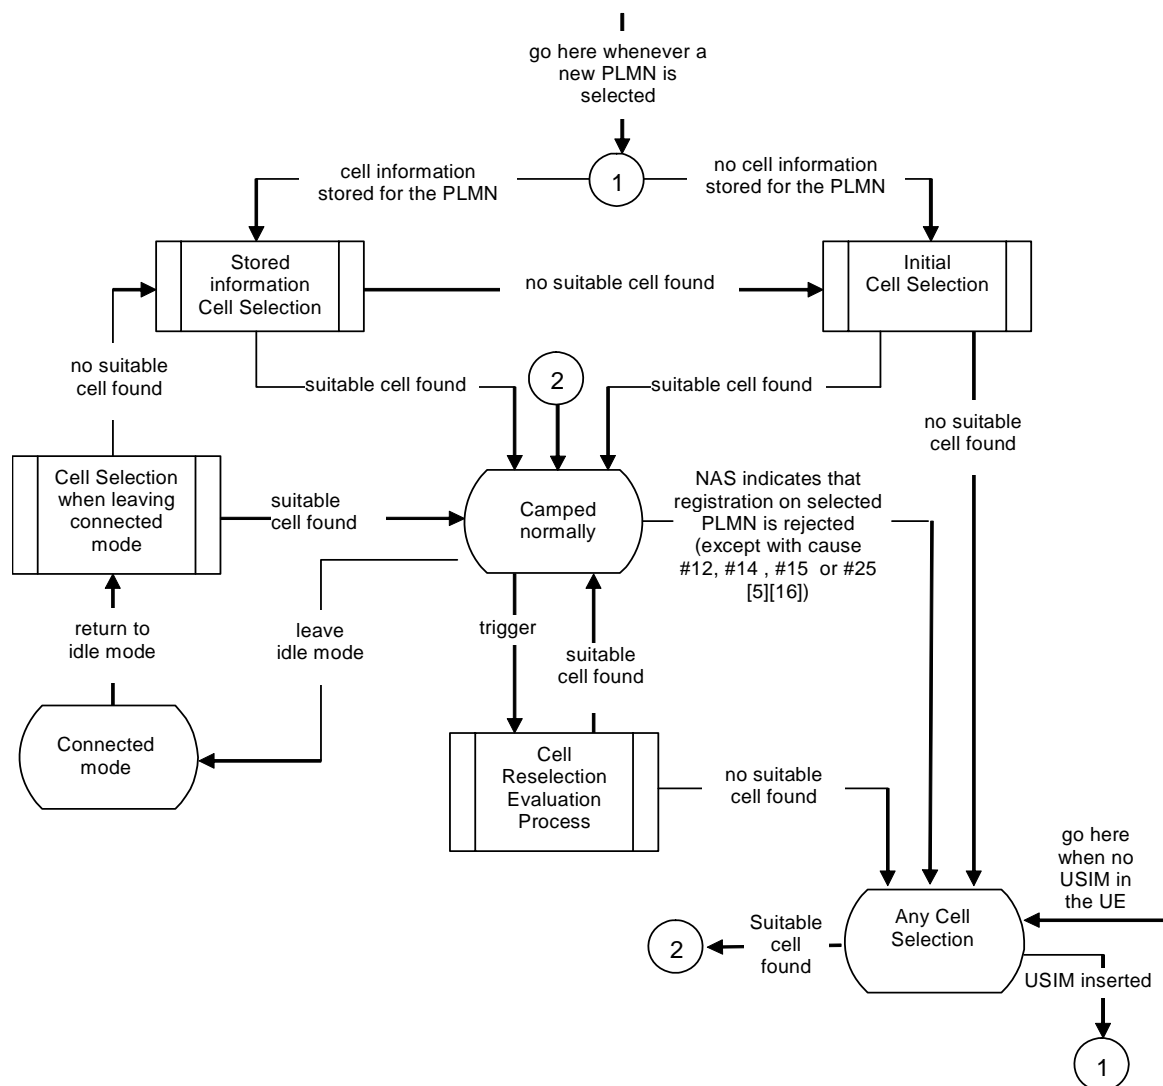 go here whenever a
new PLMN is
selected
1
cell information
stored for the PLMN
no cell information
stored for the PLMN
Stored
information
Cell Selection
no suitable cell found
Initial
Cell Selection
no suitable
cell found
suitable cell found
2
suitable cell found
no suitable
cell found
Cell Selection
when leaving
connected
mode
suitable
cell found
Camped
normally
NAS indicates that
registration on selected
PLMN is rejected
(except with cause
#12, #14 , #15 or #25
[5][16])
return to
idle mode
leave
idle mode
trigger
suitable
cell found
Connected
mode
Cell
Reselection
Evaluation
Process
no suitable
cell found
go here
when no
USIM in
the UE
Any Cell
Selection
Suitable
cell
found
2
USIM inserted
1